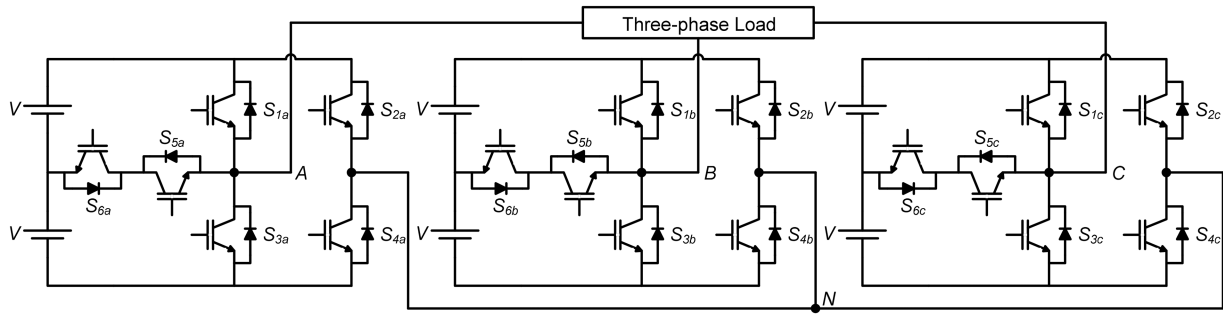 Three-phase Load
V
S1a
S2a
S5a
A
S6a
V
S3a
S4a
V
S1b
S2b
S5b
B
S6b
V
S3b
S4b
N
V
S1c
S2c
S5c
C
S6c
V
S3c
S4c